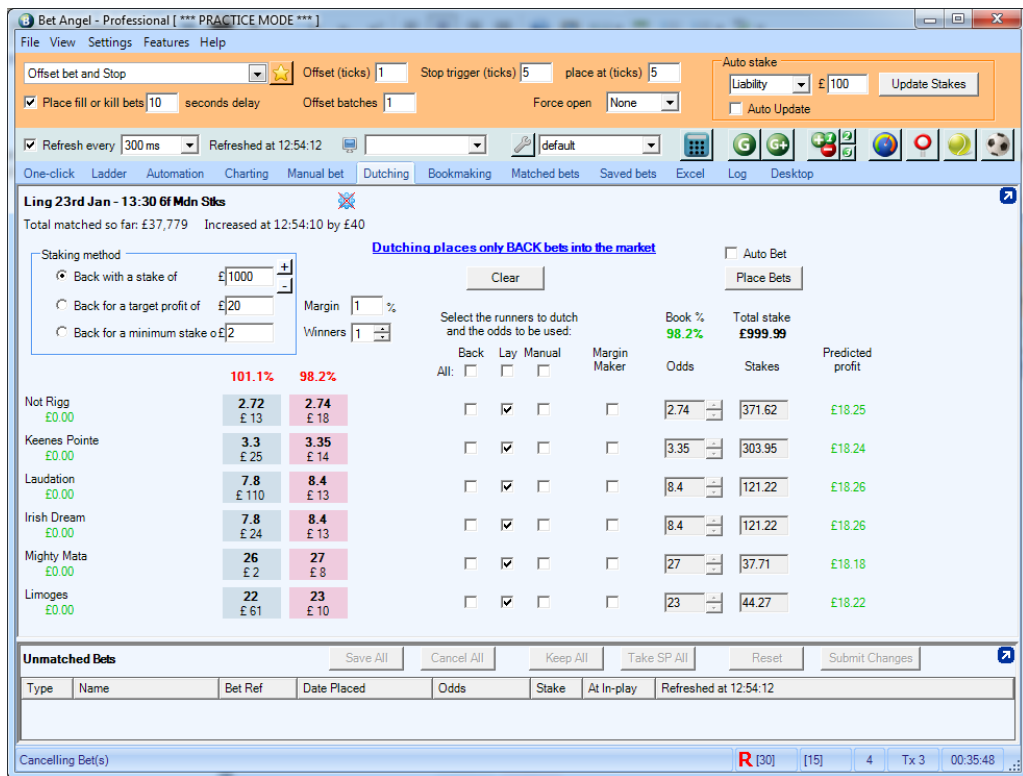 Bet Angel - Professional [ *** PRACTICE MODE *** ]
File View Settings Features Help
Offset bet and Stop Offset (ticks) 1 Stop trigger (ticks) 5 place at (ticks) 5 Auto stake
Liability £ 100 Update Stakes
Place fill or kill bets 10 seconds delay Offset batches 1 Force open None Auto Update
Refresh every 300 ms Refreshed at 12:54:12 default G G+
One-click Ladder Automation Charting Manual bet Dutching Bookmaking Matched bets Saved bets Excel Log Desktop
Ling 23rd Jan - 13:30 6f Mdn Stks
Total matched so far: £37,779 Increased at 12:54:10 by £40
Dutching places only BACK bets into the market Auto Bet
Staking method
Back with a stake of £ 1000 + - Clear Place Bets
Back for a target profit of £ 20 Margin 1 %
Back for a minimum stake o £ 2 Winners 1
Select the runners to dutch Book % Total stake
and the odds to be used: 98.2% £999.99
Back Lay Manual Margin Maker Odds Stakes Predicted profit
101.1% 98.2% All:
Not Rigg 2.72 2.74 2.74 371.62 £18.25
£0.00 £ 13 £ 18
Keenes Pointe 3.3 3.35 3.35 303.95 £18.24
£0.00 £ 25 £ 14
Laudation 7.8 8.4 8.4 121.22 £18.26
£0.00 £ 110 £ 13
Irish Dream 7.8 8.4 8.4 121.22 £18.26
£0.00 £ 24 £ 13
Mighty Mata 26 27 27 37.71 £18.18
£0.00 £ 2 £ 8
Limoges 22 23 23 44.27 £18.22
£0.00 £ 61 £ 10
Unmatched Bets Save All Cancel All Keep All Take SP All Reset Submit Changes
Type Name Bet Ref Date Placed Odds Stake At In-play Refreshed at 12:54:12
Cancelling Bet(s) R [30] [15] 4 Tx 3 00:35:48